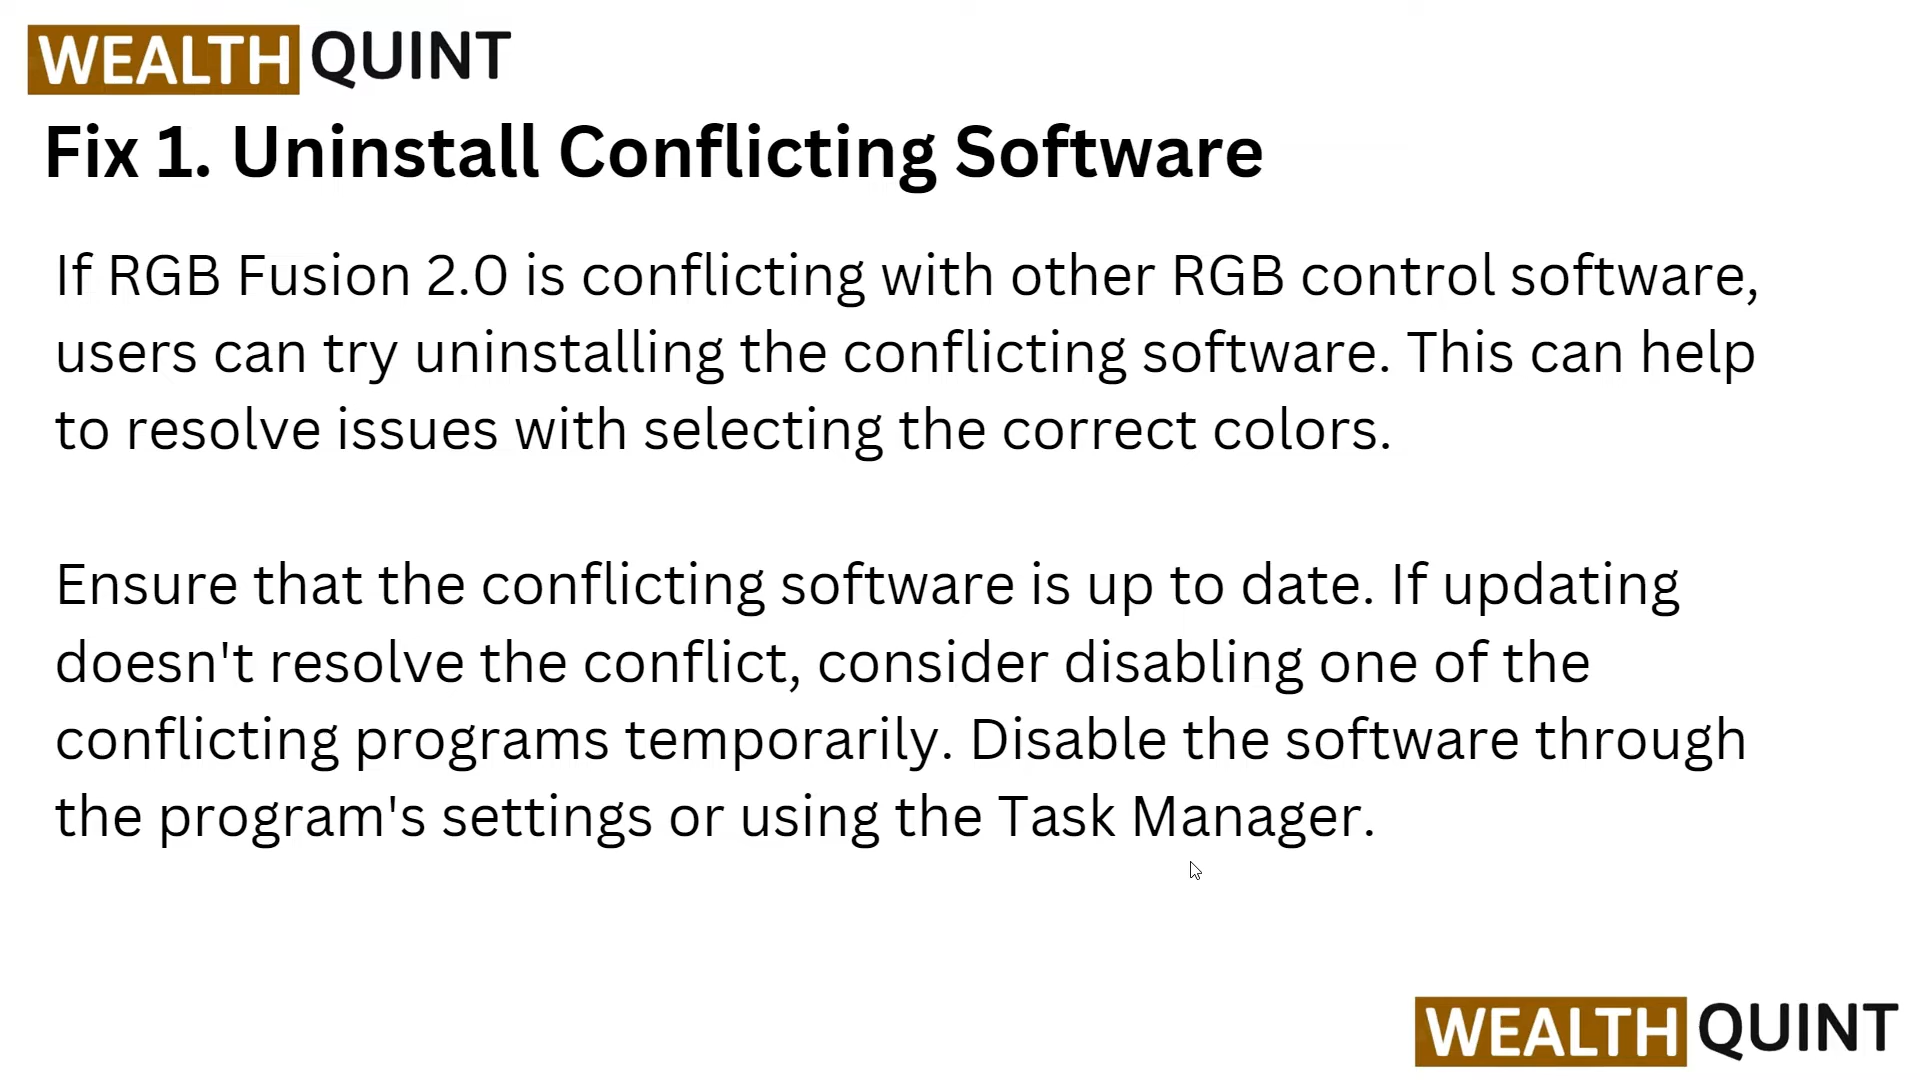 WEALTH QUINT
Fix 1. Uninstall Conflicting Software
If RGB Fusion 2.0 is conflicting with other RGB control software,
users can try uninstalling the conflicting software. This can help
to resolve issues with selecting the correct colors.
Ensure that the conflicting software is up to date. If updating
doesn't resolve the conflict, consider disabling one of the
conflicting programs temporarily. Disable the software through
the program's settings or using the Task Manager.
WEALTH QUINT